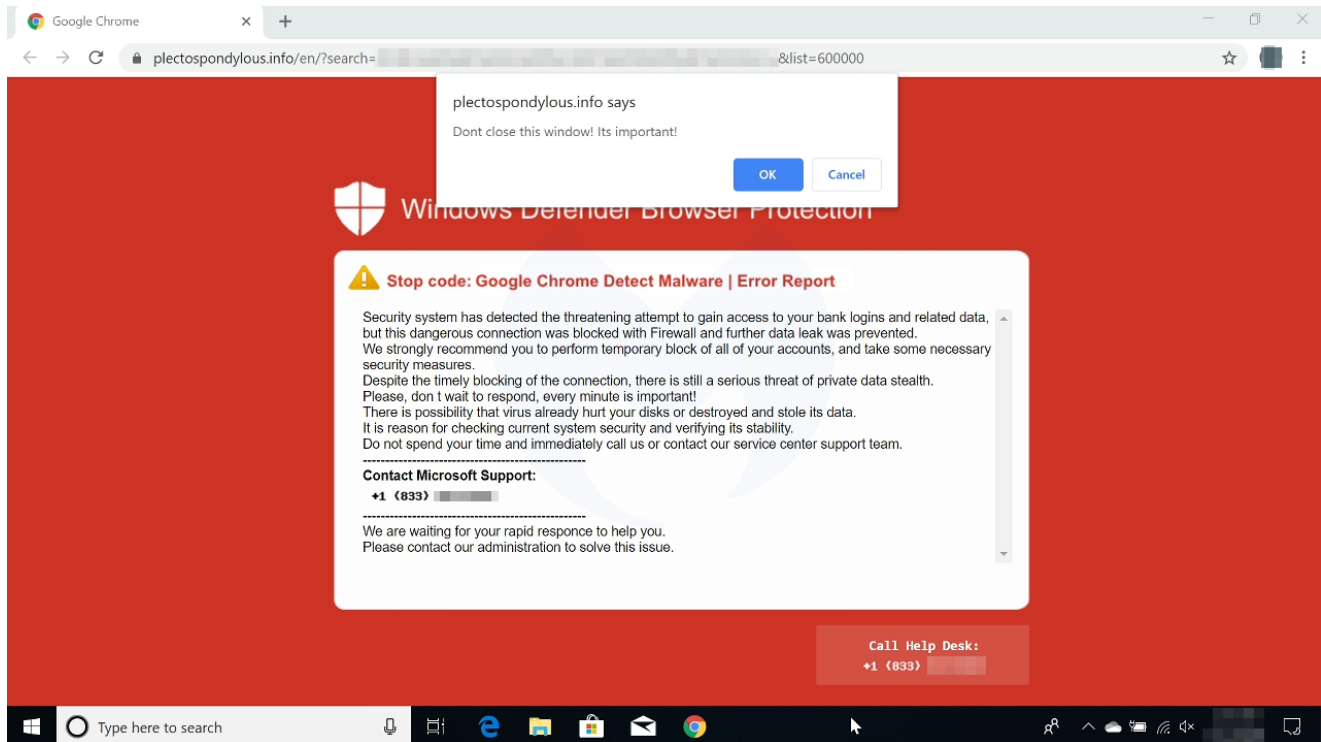 Google Chrome
plectospondylous.info/en/?search=
&list=600000
plectospondylous.info says
Dont close this window! Its important!
OK
Cancel
Windows Defender Browser Protection
Stop code: Google Chrome Detect Malware | Error Report
Security system has detected the threatening attempt to gain access to your bank logins and related data,
but this dangerous connection was blocked with Firewall and further data leak was prevented.
We strongly recommend you to perform temporary block of all of your accounts, and take some necessary
security measures.
Despite the timely blocking of the connection, there is still a serious threat of private data stealth.
Please, don t wait to respond, every minute is important!
There is possibility that virus already hurt your disks or destroyed and stole its data.
It is reason for checking current system security and verifying its stability.
Do not spend your time and immediately call us or contact our service center support team.
--------------------------------------------------
Contact Microsoft Support:
+1 (833)
--------------------------------------------------
We are waiting for your rapid responce to help you.
Please contact our administration to solve this issue.
Call Help Desk:
+1 (833)
Type here to search